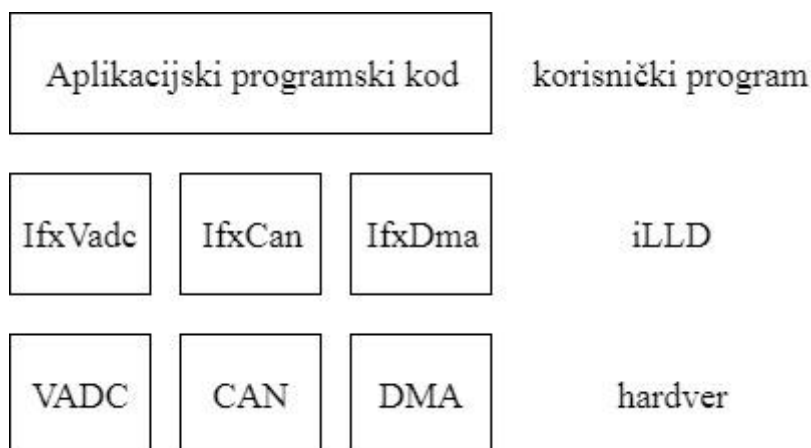 Aplikacijski programski kod korisnički program
IfxVadc IfxCan IfxDma iLLD
VADC CAN DMA hardver